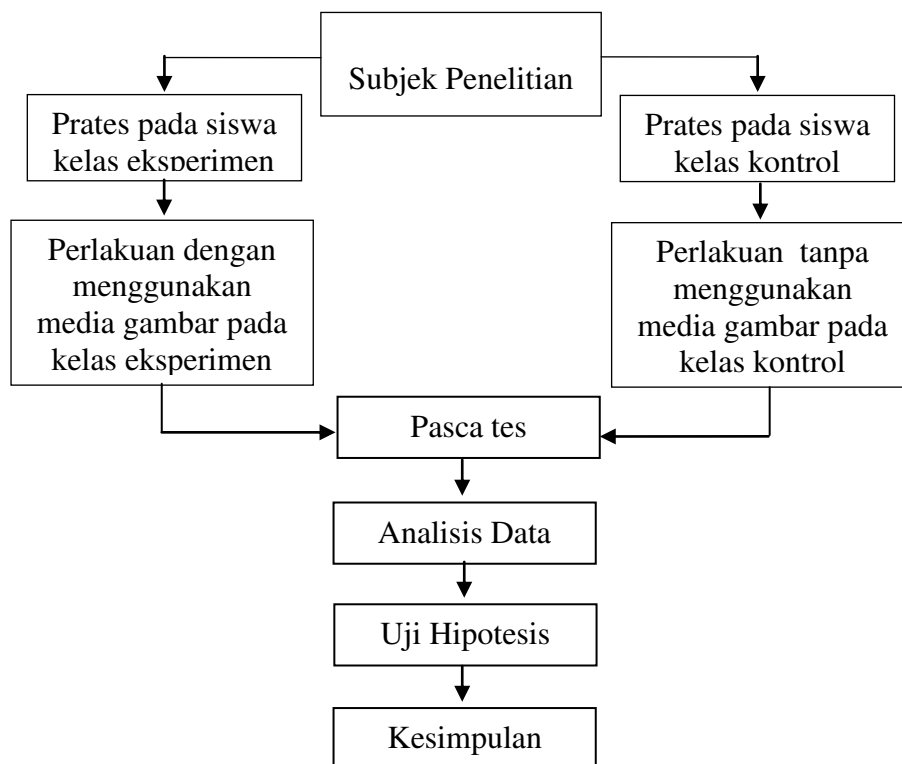 Subjek Penelitian
Prates pada siswa
kelas eksperimen
Prates pada siswa
kelas kontrol
Perlakuan dengan
menggunakan
media gambar pada
kelas eksperimen
Perlakuan tanpa
menggunakan
media gambar pada
kelas kontrol
Pasca tes
Analisis Data
Uji Hipotesis
Kesimpulan